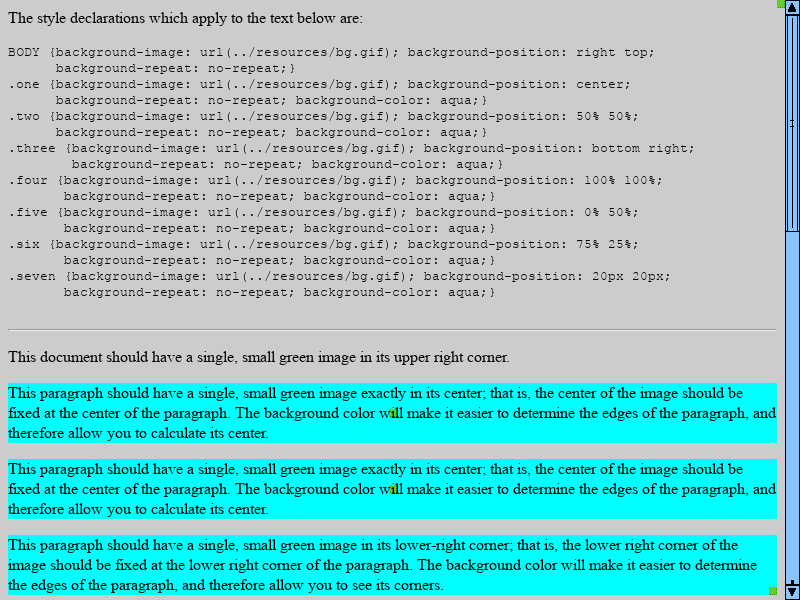 The style declarations which apply to the text below are:
BODY {background-image: url(../resources/bg.gif); background-position: right top;
background-repeat: no-repeat;}
.one {background-image: url(../resources/bg.gif); background-position: center;
background-repeat: no-repeat; background-color: aqua;}
.two {background-image: url(../resources/bg.gif); background-position: 50% 50%;
background-repeat: no-repeat; background-color: aqua;}
.three {background-image: url(../resources/bg.gif); background-position: bottom right;
background-repeat: no-repeat; background-color: aqua;}
.four {background-image: url(../resources/bg.gif); background-position: 100% 100%;
background-repeat: no-repeat; background-color: aqua;}
.five {background-image: url(../resources/bg.gif); background-position: 0% 50%;
background-repeat: no-repeat; background-color: aqua;}
.six {background-image: url(../resources/bg.gif); background-position: 75% 25%;
background-repeat: no-repeat; background-color: aqua;}
.seven {background-image: url(../resources/bg.gif); background-position: 20px 20px;
background-repeat: no-repeat; background-color: aqua;}
This document should have a single, small green image in its upper right corner.
This paragraph should have a single, small green image exactly in its center; that is, the center of the image should be
fixed at the center of the paragraph. The background color will make it easier to determine the edges of the paragraph, and
therefore allow you to calculate its center.
This paragraph should have a single, small green image exactly in its center; that is, the center of the image should be
fixed at the center of the paragraph. The background color will make it easier to determine the edges of the paragraph, and
therefore allow you to calculate its center.
This paragraph should have a single, small green image in its lower-right corner; that is, the lower right corner of the
image should be fixed at the lower right corner of the paragraph. The background color will make it easier to determine
the edges of the paragraph, and therefore allow you to see its corners.